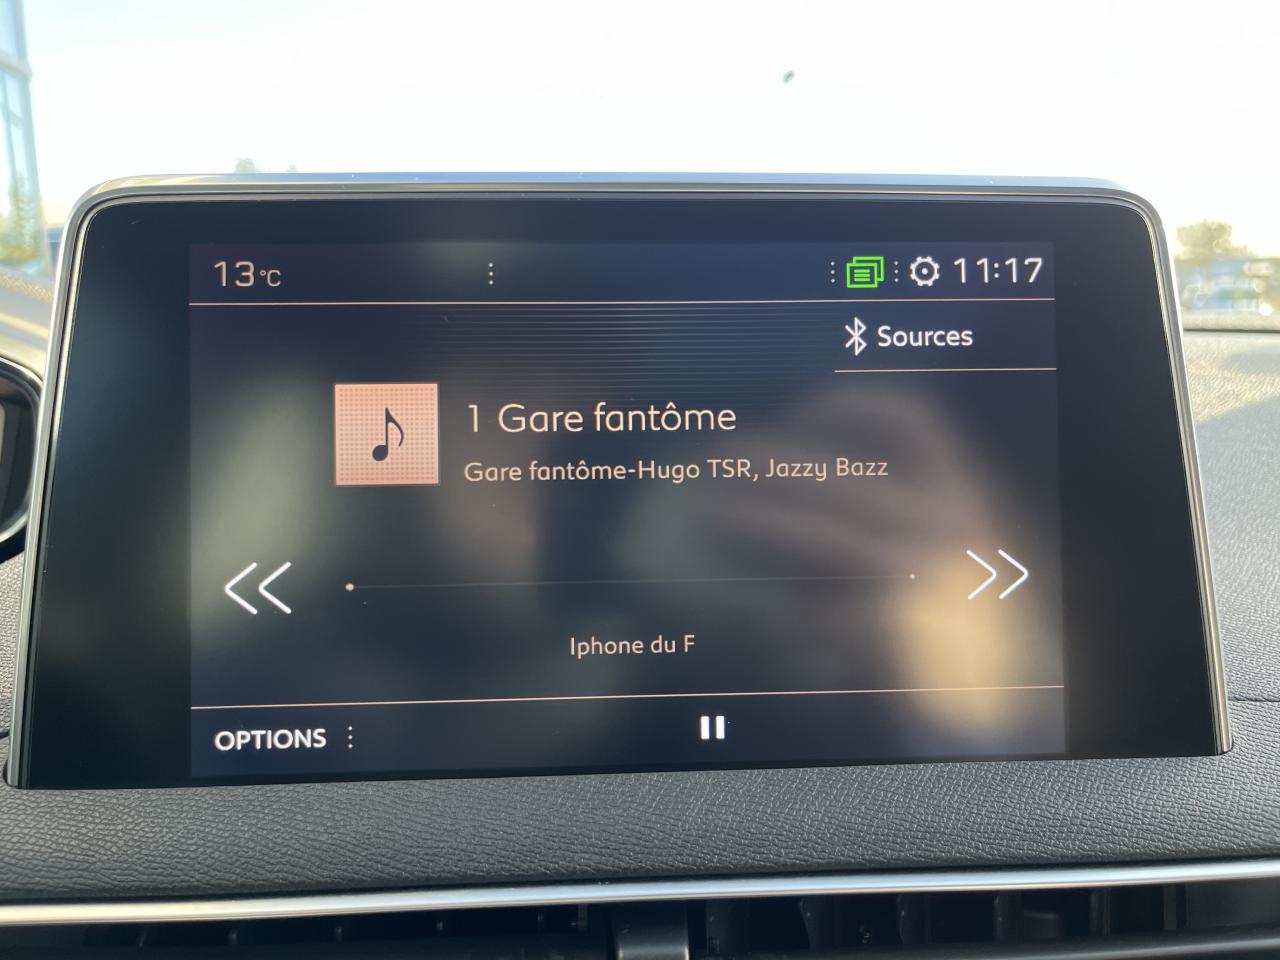 13°C
11:17
Sources
1 Gare fantôme
Gare fantôme-Hugo TSR, Jazzy Bazz
Iphone du F
OPTIONS